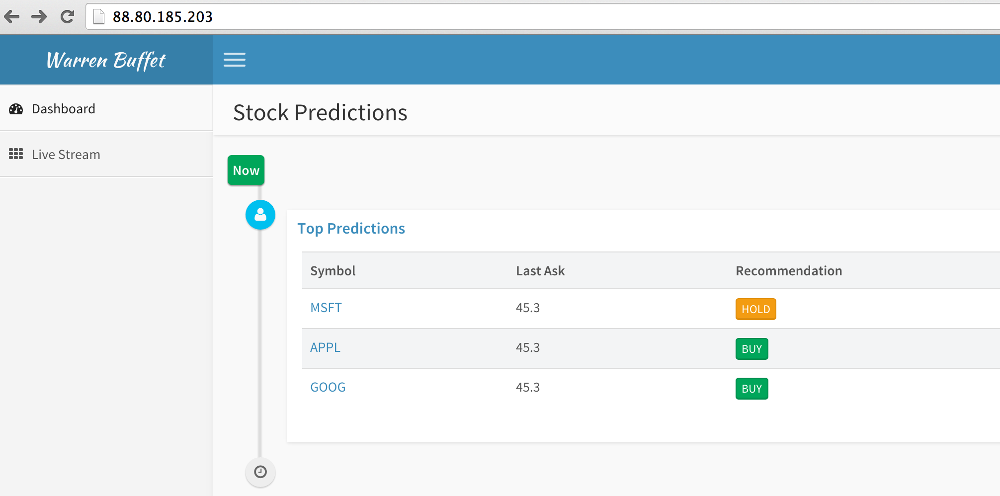 88.80.185.203
Warren Buffet
Dashboard
Live Stream
Stock Predictions
Now
Top Predictions
Symbol Last Ask Recommendation
MSFT 45.3 HOLD
APPL 45.3 BUY
GOOG 45.3 BUY